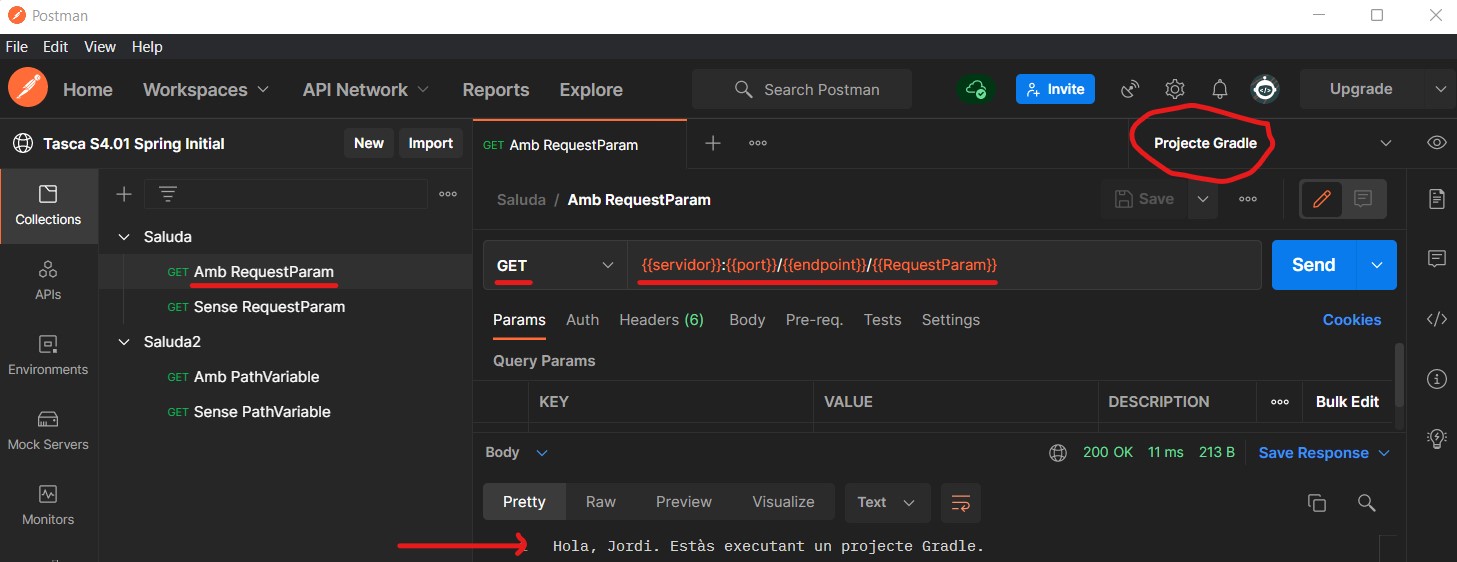 Postman
File Edit View Help
Home Workspaces API Network Reports Explore Search Postman Invite Upgrade
Tasca S4.01 Spring Initial New Import
GET Amb RequestParam
Projecte Gradle
Collections
APIs
Environments
Mock Servers
Monitors
Saluda
GET Amb RequestParam
GET Sense RequestParam
Saluda2
GET Amb PathVariable
GET Sense PathVariable
Saluda / Amb RequestParam Save
GET {{servidor}}:{{port}}/{{endpoint}}/{{RequestParam}} Send
Params Auth Headers (6) Body Pre-req. Tests Settings Cookies
Query Params
KEY VALUE DESCRIPTION Bulk Edit
Body 200 OK 11 ms 213 B Save Response
Pretty Raw Preview Visualize Text
Hola, Jordi. Estàs executant un projecte Gradle.